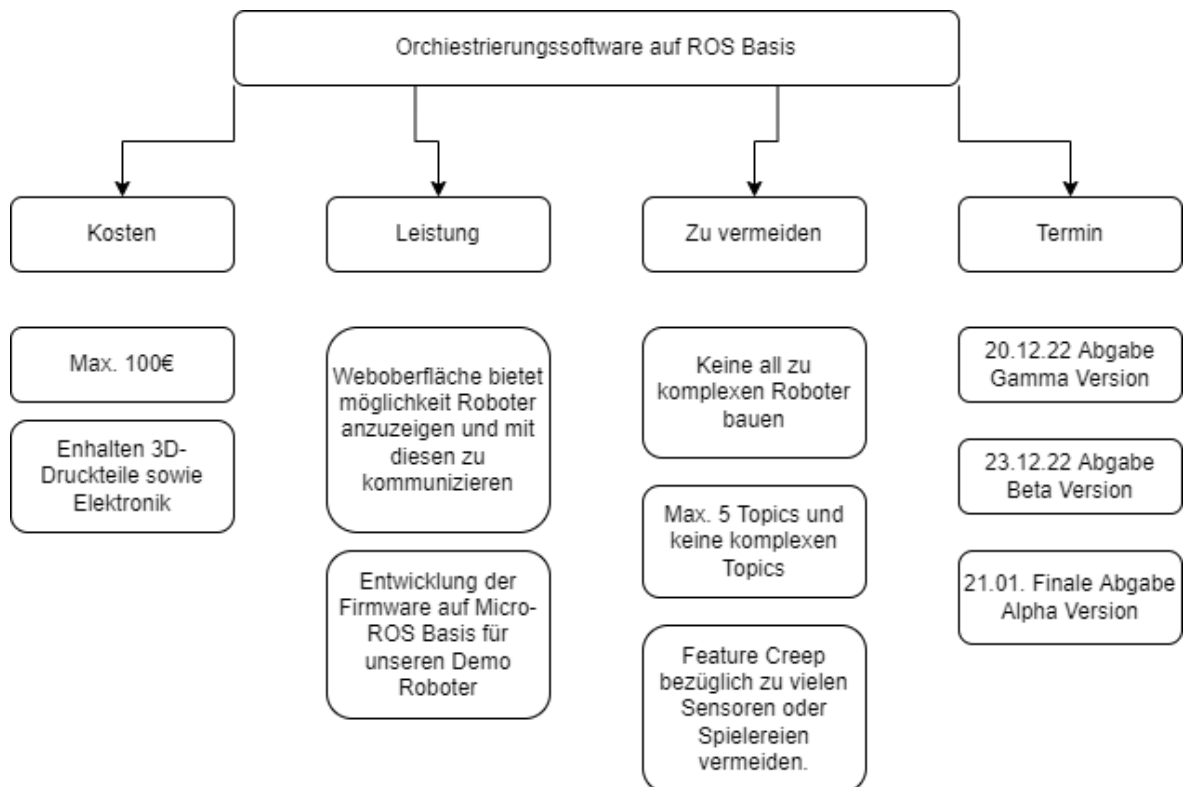 Orchiestrierungssoftware auf ROS Basis
Kosten
Leistung
Zu vermeiden
Termin
Max. 100€
Enhalten 3D-
Druckteile sowie
Elektronik
Weboberfläche bietet
möglichkeit Roboter
anzuzeigen und mit
diesen zu
kommunizieren
Entwicklung der
Firmware auf Micro-
ROS Basis für
unseren Demo
Roboter
Keine all zu
komplexen Roboter
bauen
Max. 5 Topics und
keine komplexen
Topics
Feature Creep
bezüglich zu vielen
Sensoren oder
Spielereien
vermeiden.
20.12.22 Abgabe
Gamma Version
23.12.22 Abgabe
Beta Version
21.01. Finale Abgabe
Alpha Version